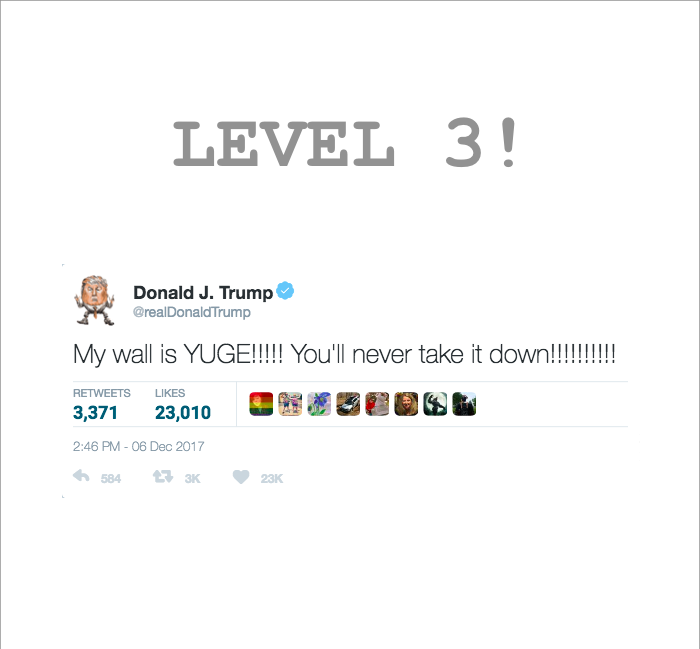 LEVEL 3!
Donald J. Trump
@realDonaldTrump
My wall is YUGE!!!!! You'll never take it down!!!!!!!!!!
RETWEETS LIKES
3,371 23,010
2:46 PM - 06 Dec 2017
584 3K 23K